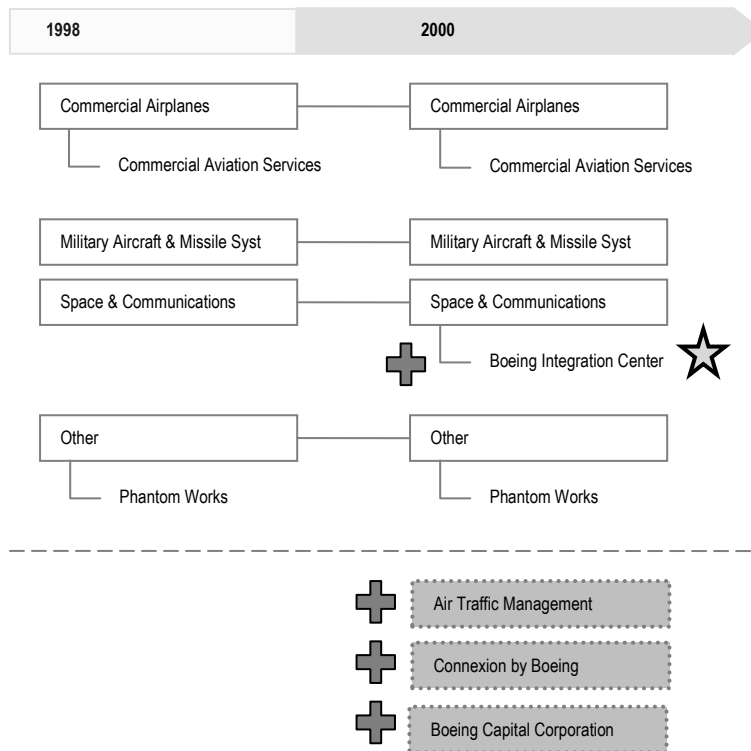 1998 2000
Commercial Airplanes Commercial Airplanes
Commercial Aviation Services Commercial Aviation Services
Military Aircraft & Missile Syst Military Aircraft & Missile Syst
Space & Communications Space & Communications
Boeing Integration Center
Other Other
Phantom Works Phantom Works
Air Traffic Management
Connexion by Boeing
Boeing Capital Corporation